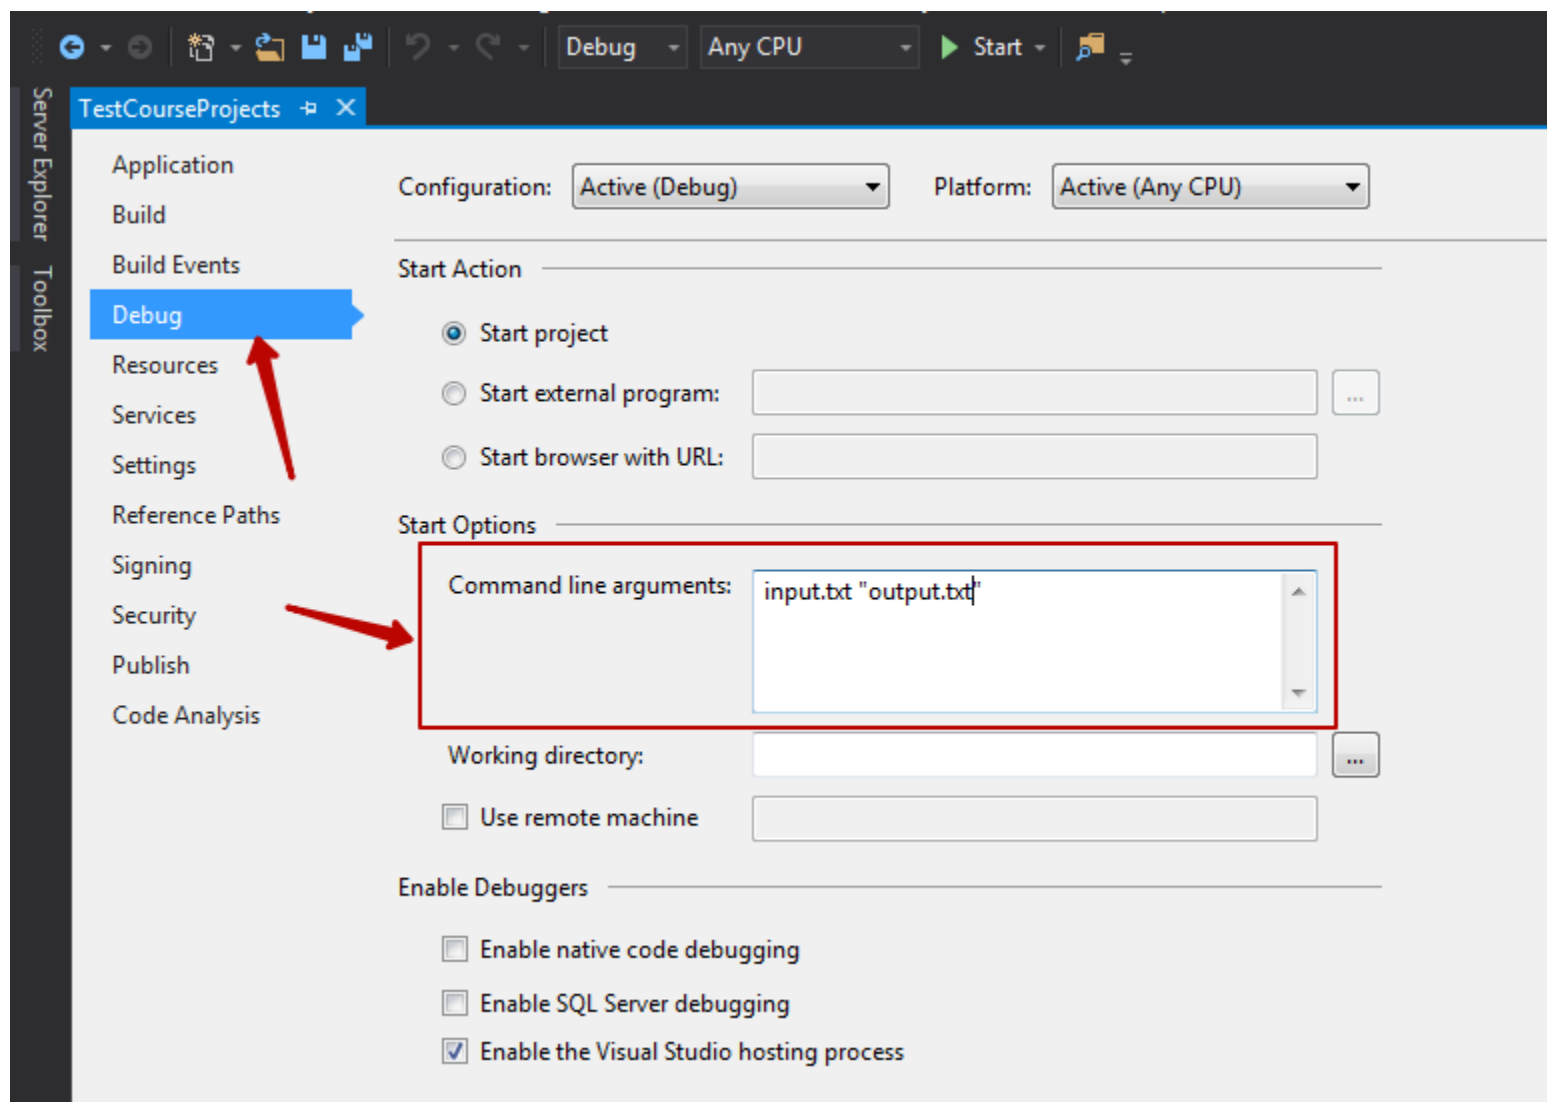 Debug Any CPU Start
Server Explorer
Toolbox
TestCourseProjects
Application
Build
Build Events
Debug
Resources
Services
Settings
Reference Paths
Signing
Security
Publish
Code Analysis
Configuration: Active (Debug) Platform: Active (Any CPU)
Start Action
Start project
Start external program: ...
Start browser with URL:
Start Options
Command line arguments: input.txt "output.txt"
Working directory: ...
Use remote machine
Enable Debuggers
Enable native code debugging
Enable SQL Server debugging
Enable the Visual Studio hosting process